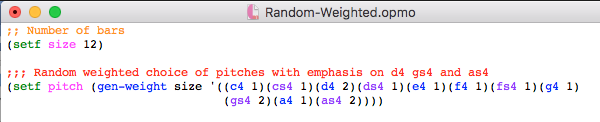 Random-Weighted.opmo
;; Number of bars
(setf size 12)
;;; Random weighted choice of pitches with emphasis on d4 gs4 and as4
(setf pitch (gen-weight size '((c4 1)(cs4 1)(d4 2)(ds4 1)(e4 1)(f4 1)(fs4 1)(g4 1)
(gs4 2)(a4 1)(as4 2))))